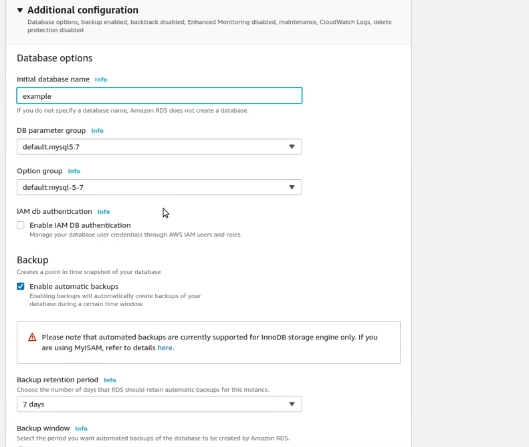 Additional configuration
Database options, backup enabled, backtrack disabled, Enhanced Monitoring disabled, maintenance, CloudWatch Logs, delete
protection disabled
Database options
Initial database name Info
example
If you do not specify a database name, Amazon RDS does not create a database.
DB parameter group Info
default.mysql5.7
Option group Info
default:mysql-5-7
IAM db authentication Info
Enable IAM DB authentication
Manage your database user credentials through AWS IAM users and roles.
Backup
Creates a point in time snapshot of your database
Enable automatic backups
Enabling backups will automatically create backups of your
database during a certain time window.
Please note that automated backups are currently supported for InnoDB storage engine only. If you
are using MyISAM, refer to details here.
Backup retention period Info
Choose the number of days that RDS should retain automatic backups for this instance.
7 days
Backup window Info
Select the period you want automated backups of the database to be created by Amazon RDS.